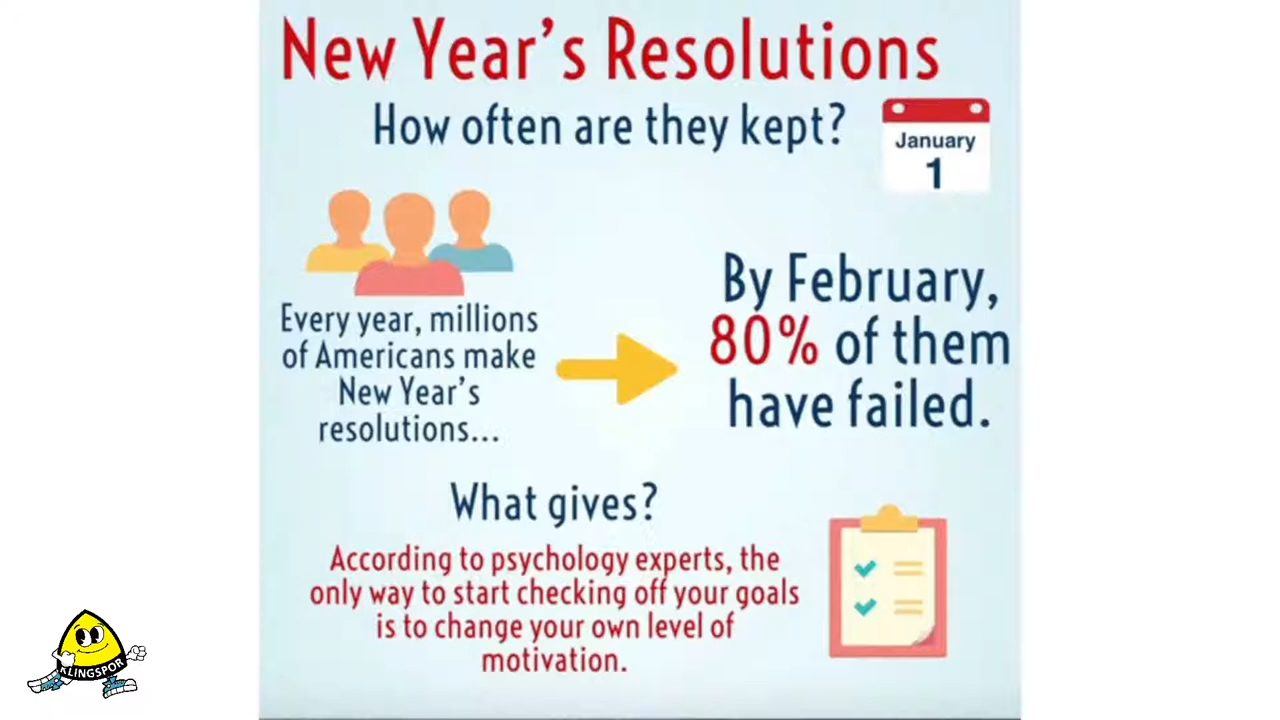 New Year's Resolutions
How often are they kept?
January
1
Every year, millions
of Americans make
New Year's
resolutions...
By February,
80% of them
have failed.
What gives?
According to psychology experts, the
only way to start checking off your goals
is to change your own level of
motivation.
KLINGSPOR